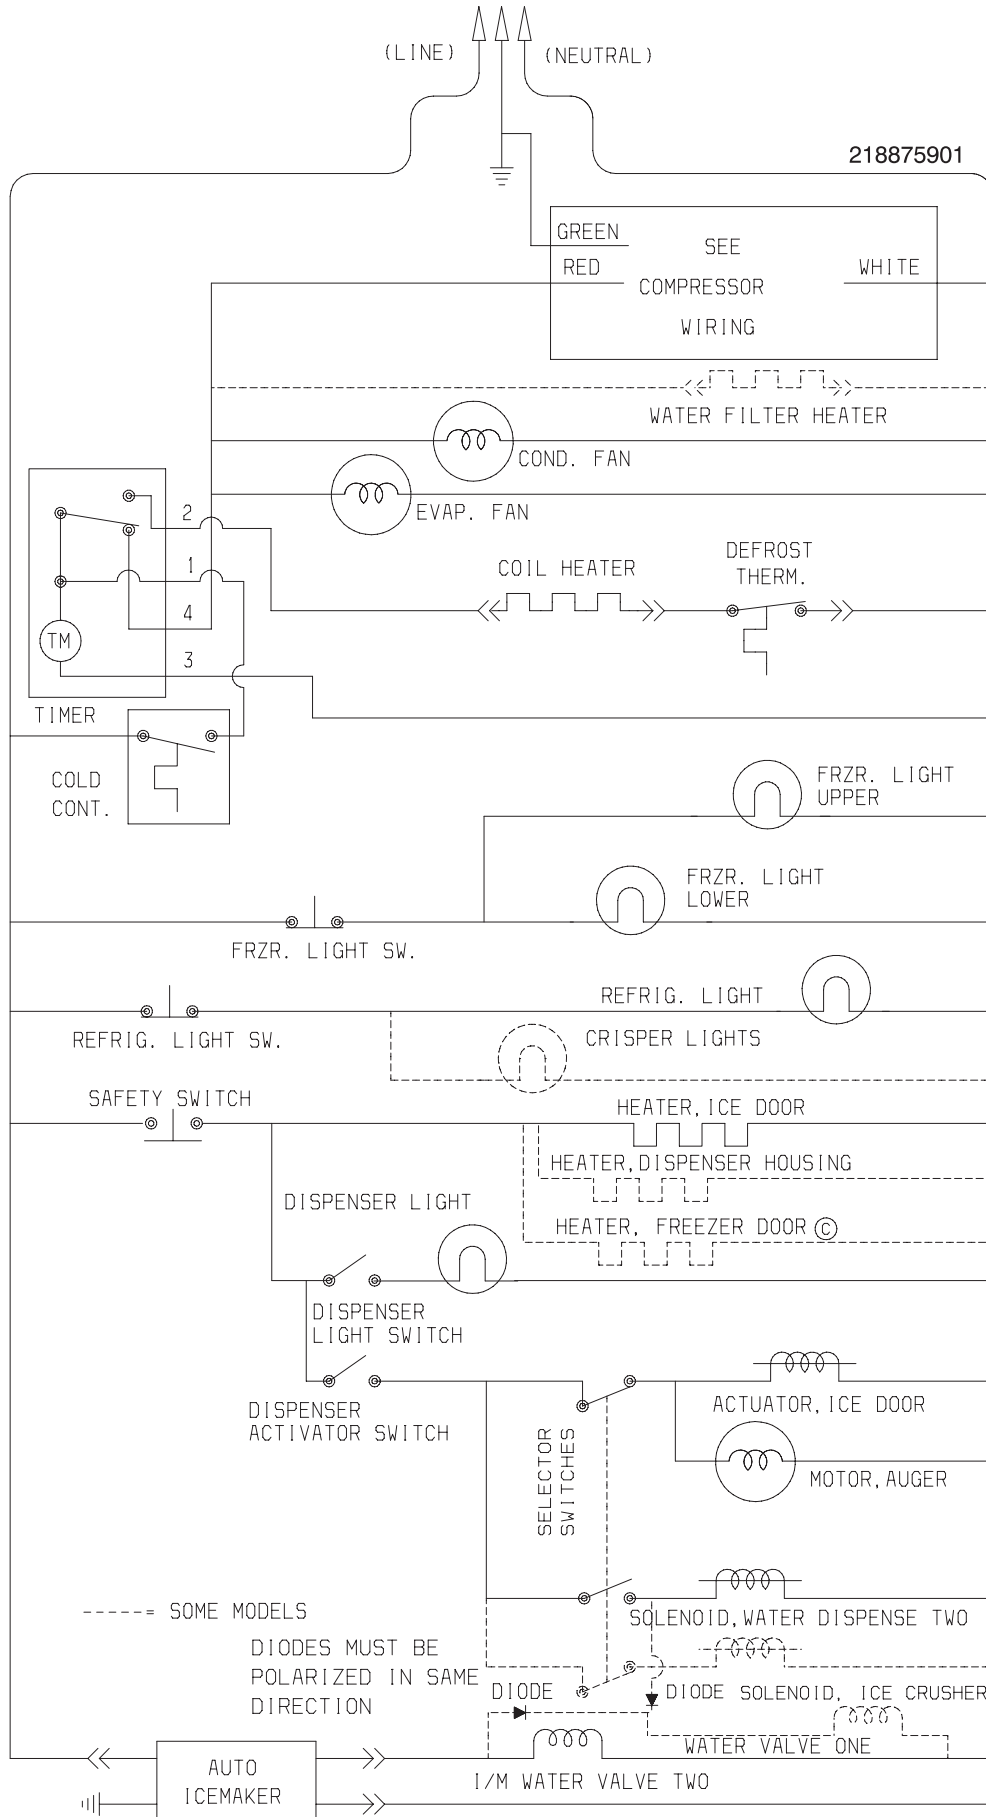 (LINE)
(NEUTRAL)
218875901
GREEN
SEE
RED
WHITE
COMPRESSOR
WIRING
WATER FILTER HEATER
COND. FAN
EVAP. FAN
2
DEFROST
THERM.
COIL HEATER
1
4
TM
3
TIMER
COLD
CONT.
FRZR. LIGHT
UPPER
FRZR. LIGHT
LOWER
FRZR. LIGHT SW.
REFRIG. LIGHT
REFRIG. LIGHT SW.
CRISPER LIGHTS
SAFETY SWITCH
HEATER, ICE DOOR
HEATER, DISPENSER HOUSING
DISPENSER LIGHT
HEATER, FREEZER DOOR Ⓒ
DISPENSER
LIGHT SWITCH
DISPENSER
ACTIVATOR SWITCH
ACTUATOR, ICE DOOR
SELECTOR
SWITCHES
MOTOR, AUGER
-----= SOME MODELS
SOLENOID, WATER DISPENSE TWO
DIODES MUST BE
POLARIZED IN SAME
DIRECTION
DIODE
DIODE
SOLENOID, ICE CRUSHER
WATER VALVE ONE
AUTO
ICEMAKER
I/M WATER VALVE TWO